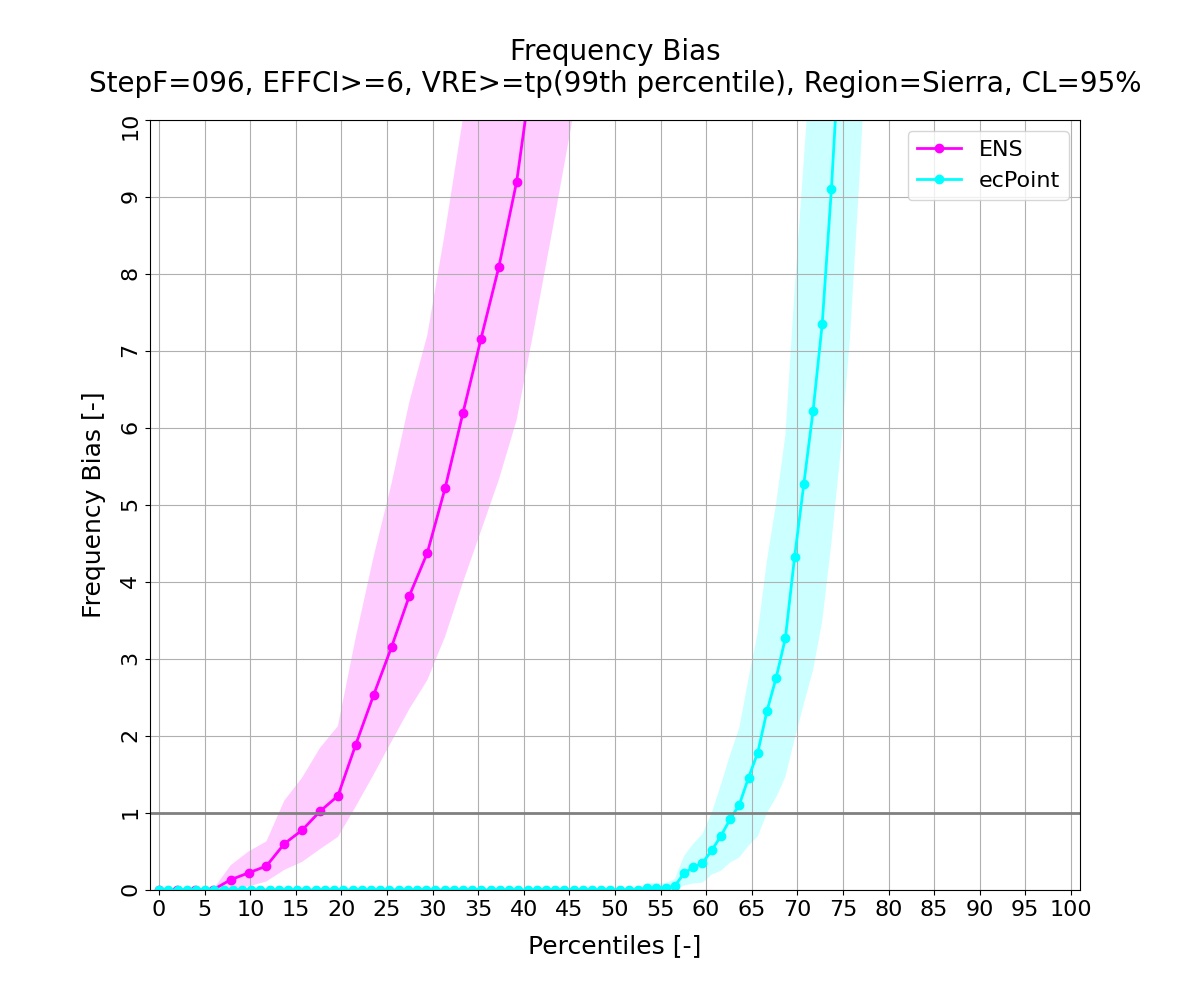 Frequency Bias
StepF=096, EFFCI>=6, VRE>=tp(99th percentile), Region=Sierra, CL=95%
ENS
ecPoint
Frequency Bias [-]
10
9
8
7
6
5
4
3
2
1
0
0 5 10 15 20 25 30 35 40 45 50 55 60 65 70 75 80 85 90 95 100
Percentiles [-]